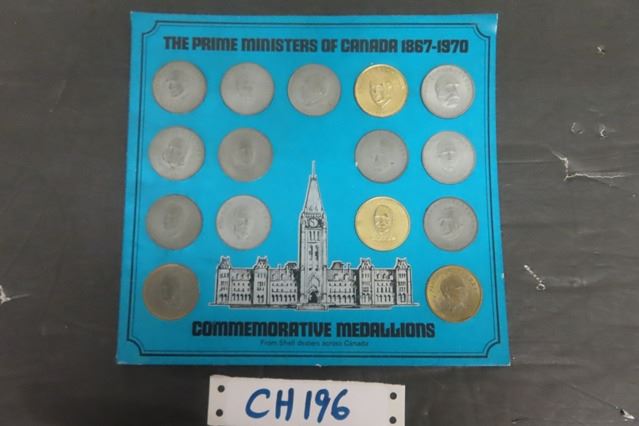 THE PRIME MINISTERS OF CANADA 1867-1970
COMMEMORATIVE MEDALLIONS
From Shell dealers across Canada
CH196